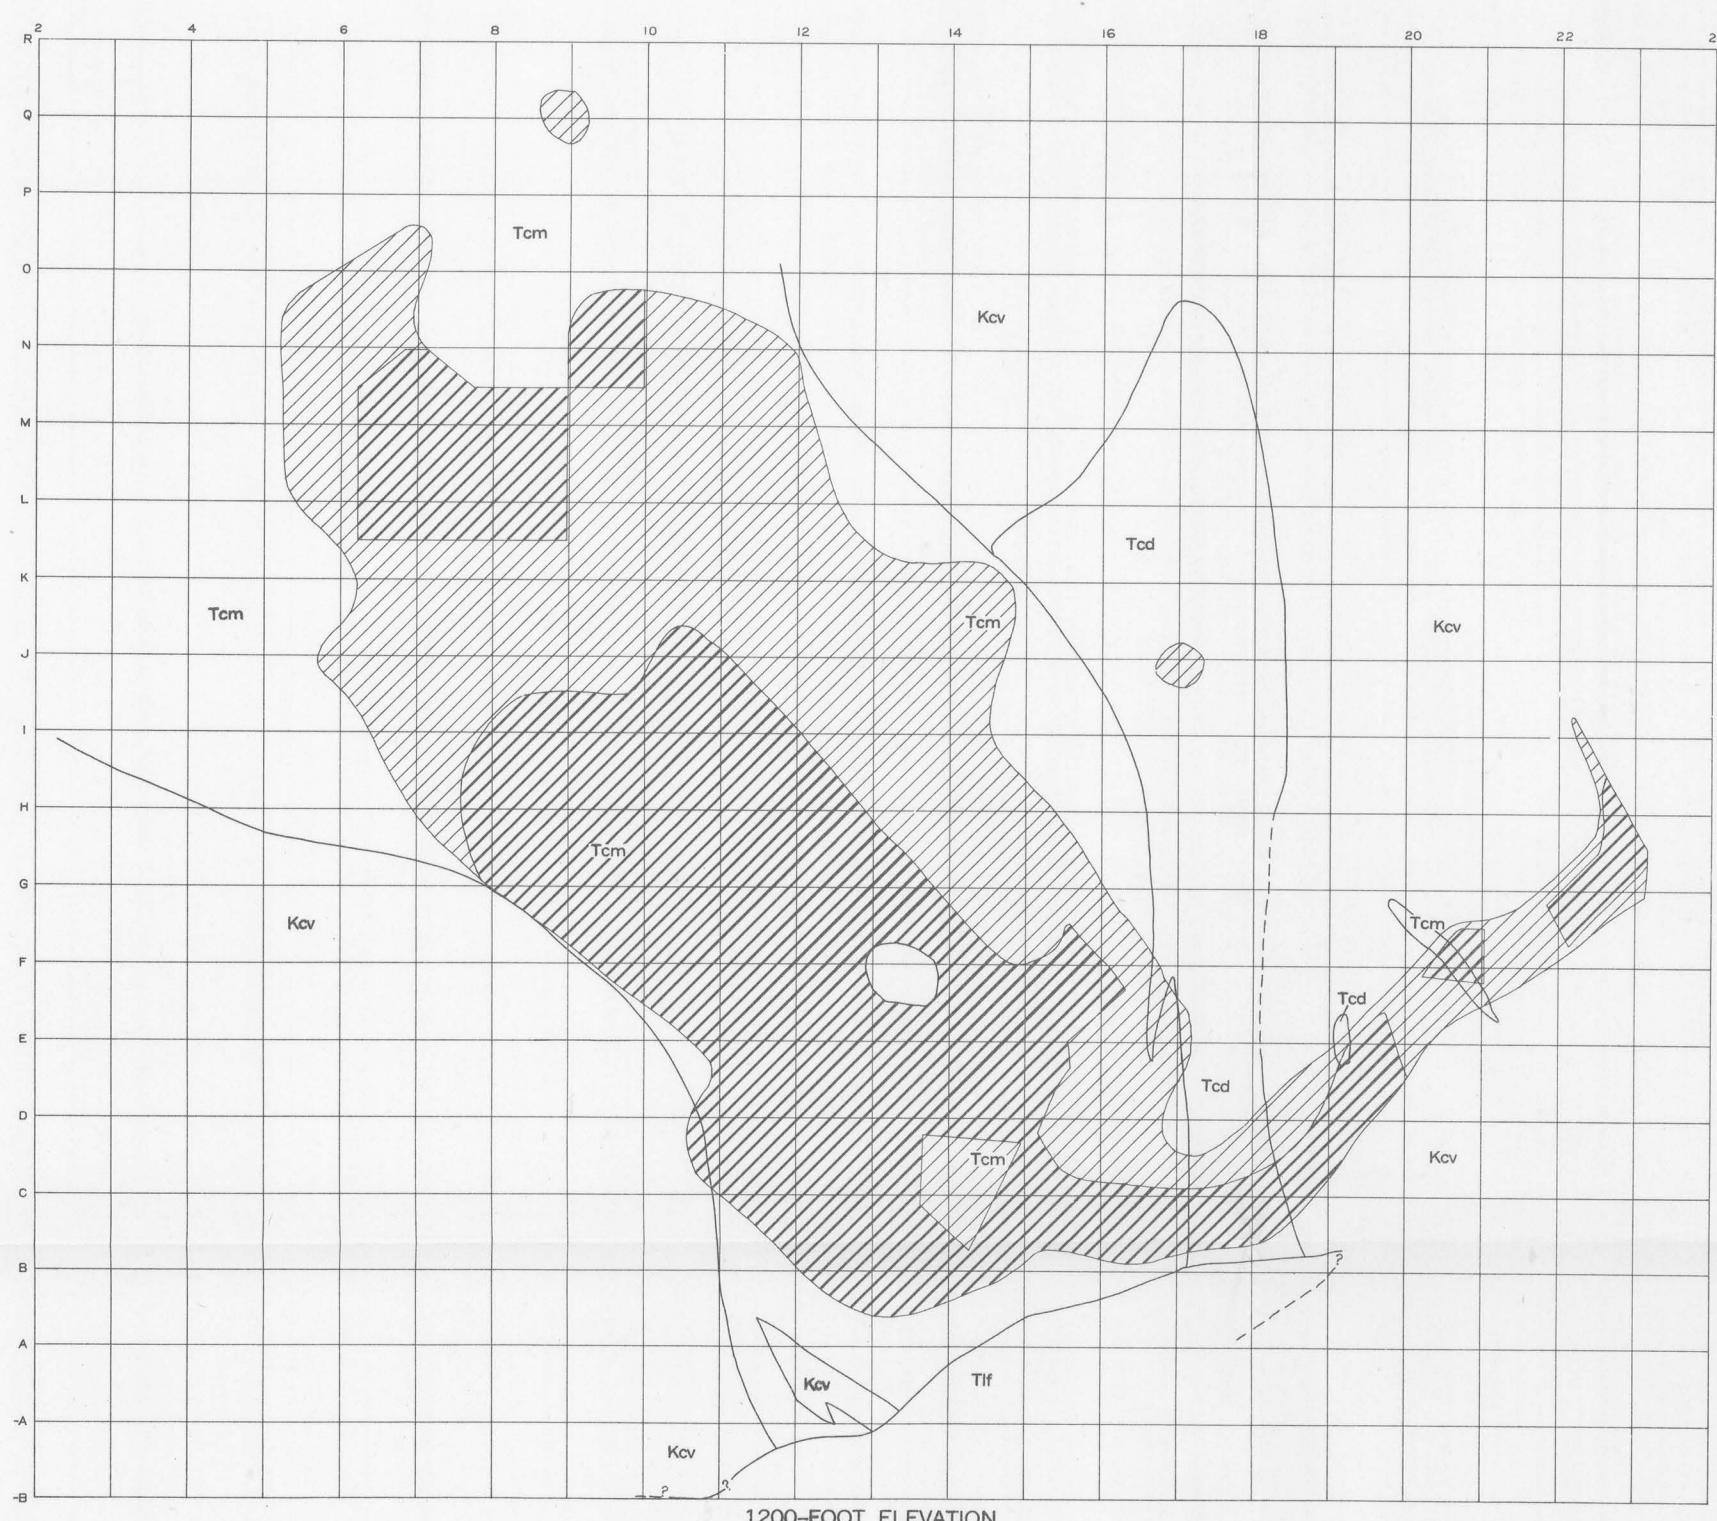 2 4 6 8 10 12 14 16 18 20 22 2
R
Q
P
Tcm
O
Kcv
N
M
L
Tcd
K
Tcm Tcm Kcv
J
I
H
Tcm
G
Kcv Tcm
F
Tcd
E
Tcd
D
Tcm Kcv
C
B ?
A
Kcv Tlf
-A
Kcv
? ?
-B
1200-FOOT ELEVATION